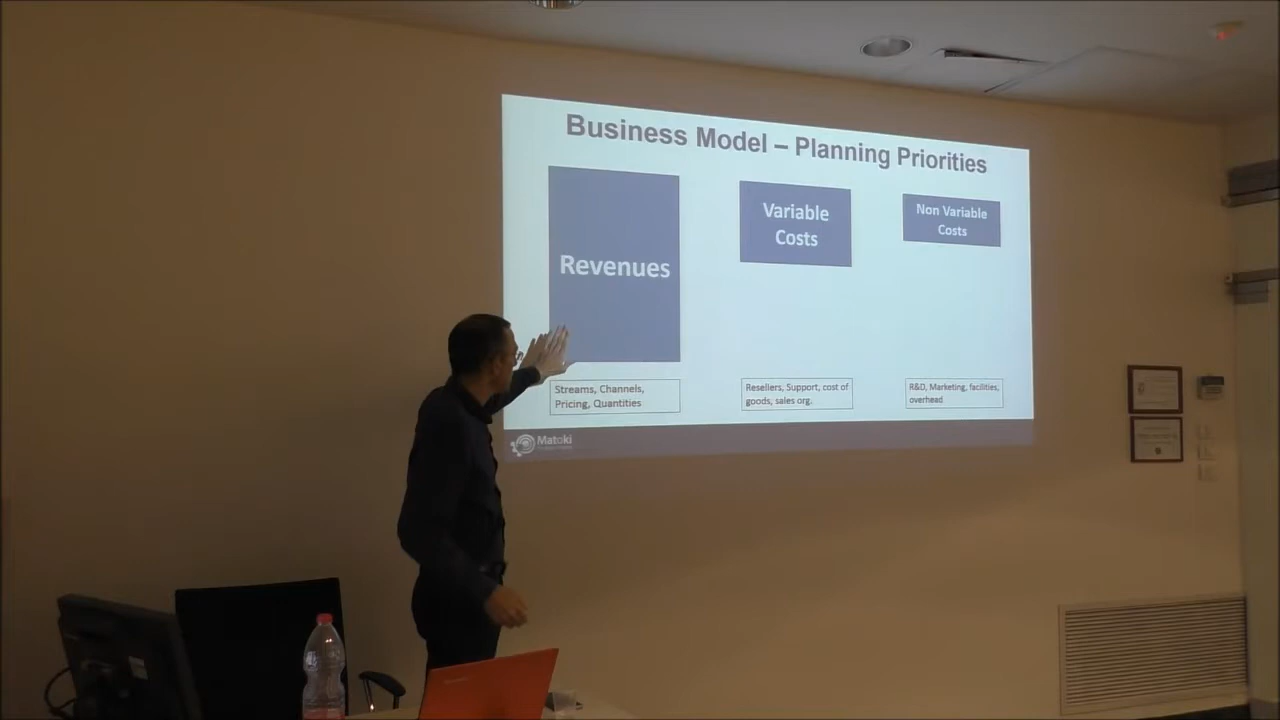 Business Model – Planning Priorities
Revenues
Variable
Costs
Non Variable
Costs
Streams, Channels,
Pricing, Quantities
Resellers, Support, cost of
goods, sales org.
R&D, Marketing, facilities,
overhead
Matoki